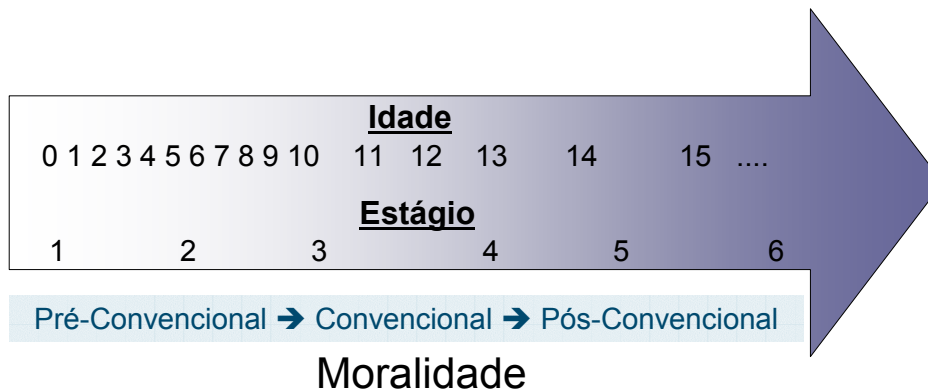 Idade
0 1 2 3 4 5 6 7 8 9 10 11 12 13 14 15 ....
Estágio
1 2 3 4 5 6
Pré-Convencional ➔ Convencional ➔ Pós-Convencional
Moralidade